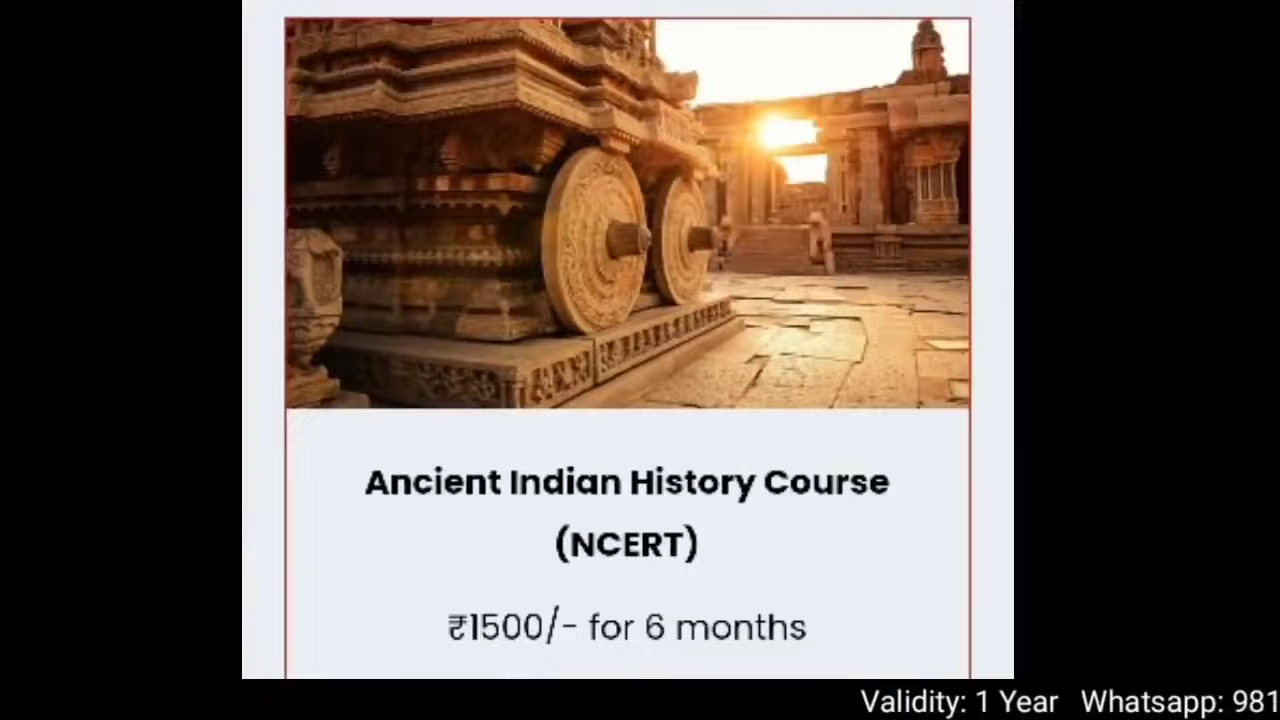 Ancient Indian History Course
(NCERT)
₹1500/- for 6 months
Validity: 1 Year Whatsapp: 981